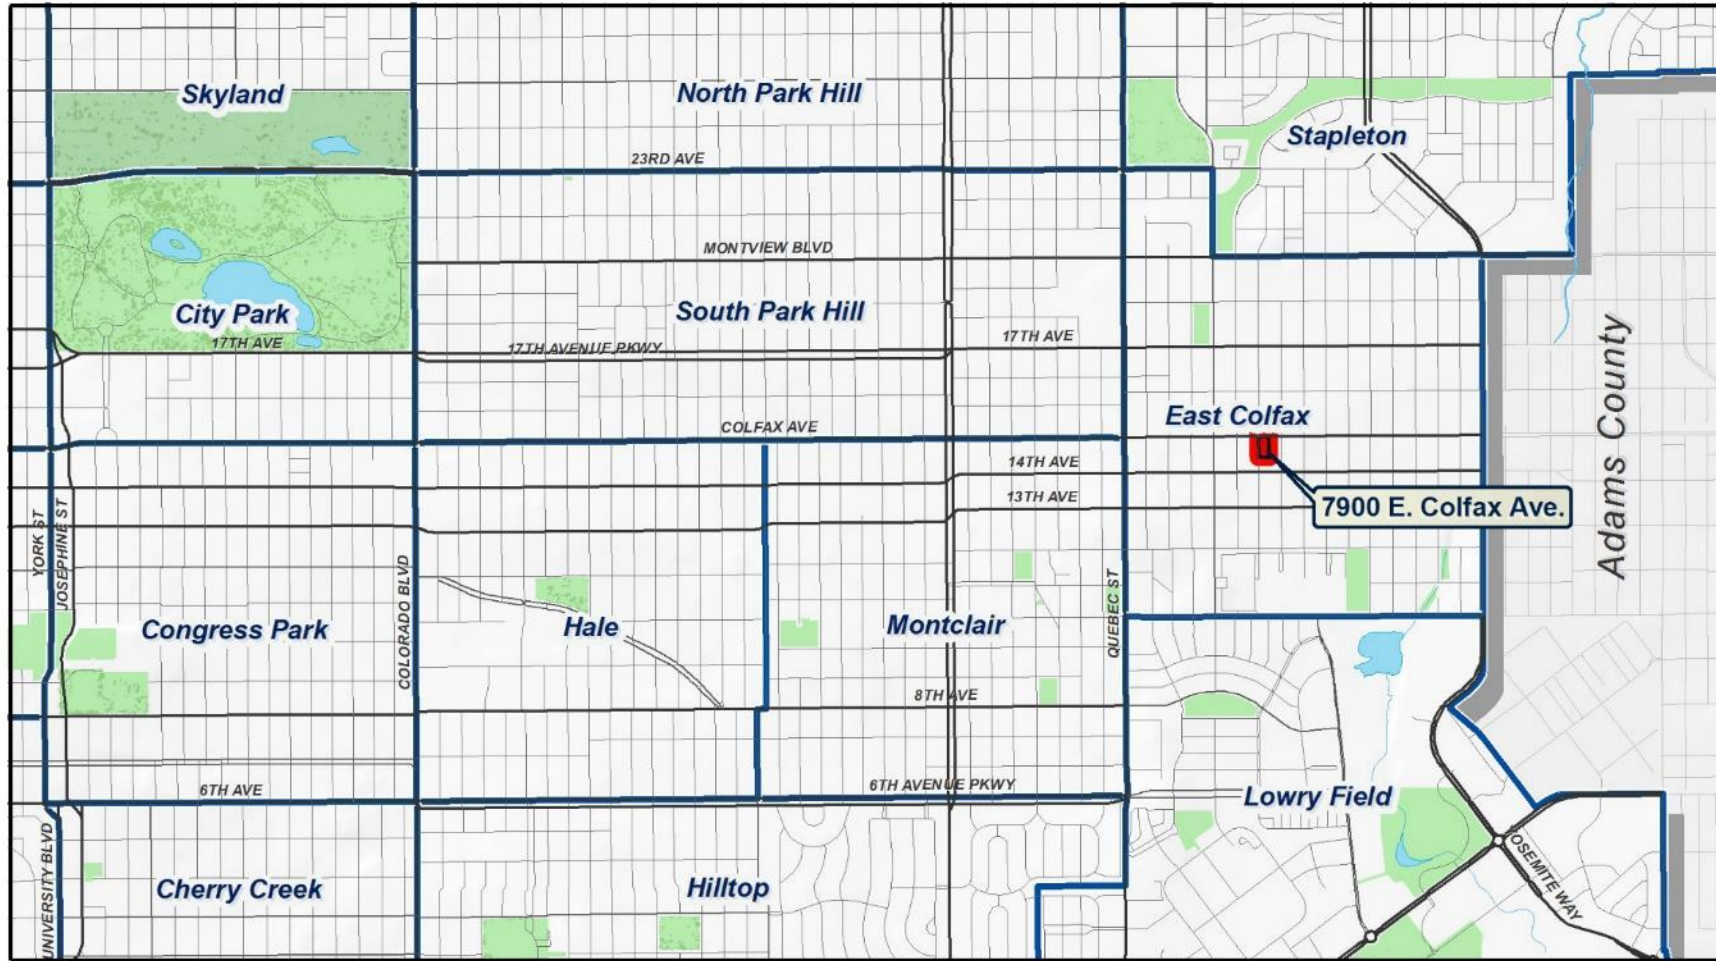 Skyland
North Park Hill
Stapleton
23RD AVE
MONTVIEW BLVD
City Park
South Park Hill
17TH AVE
17TH AVENUE PKWY
17TH AVE
Adams County
East Colfax
COLFAX AVE
14TH AVE
13TH AVE
7900 E. Colfax Ave.
YORK ST
JOSEPHINE ST
COLORADO BLVD
QUEBEC ST
Congress Park
Hale
Montclair
8TH AVE
6TH AVE
6TH AVENUE PKWY
Lowry Field
UNIVERSITY BLVD
Cherry Creek
Hilltop
OSEMITE WAY